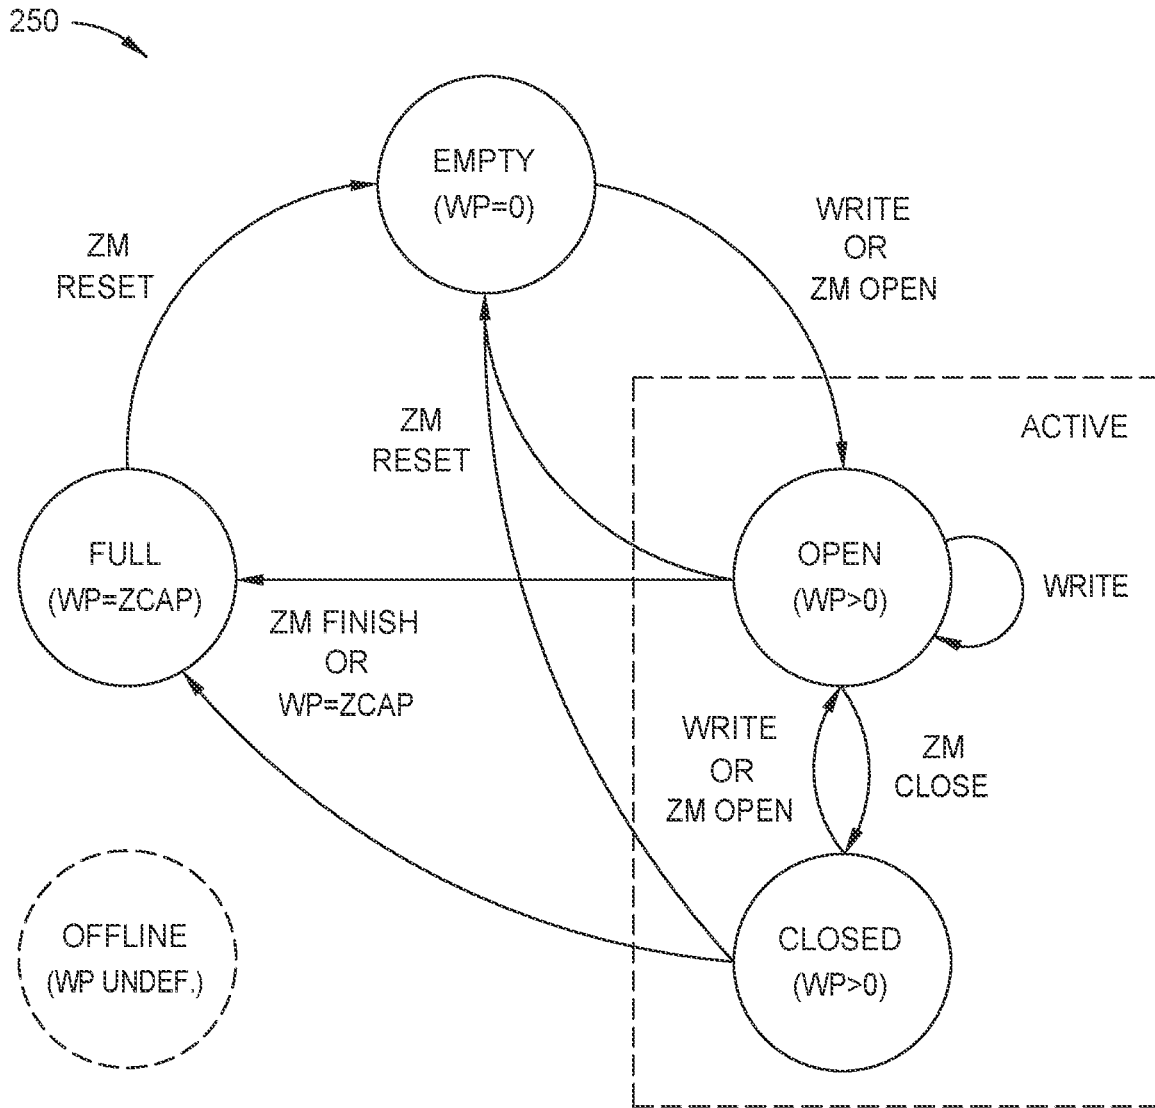 250
EMPTY
(WP=0)
WRITE
OR
ZM OPEN
ZM
RESET
ZM
RESET
ACTIVE
FULL
(WP=ZCAP)
OPEN
(WP>0)
WRITE
ZM FINISH
OR
WP=ZCAP
WRITE
OR
ZM OPEN
ZM
CLOSE
OFFLINE
(WP UNDEF.)
CLOSED
(WP>0)